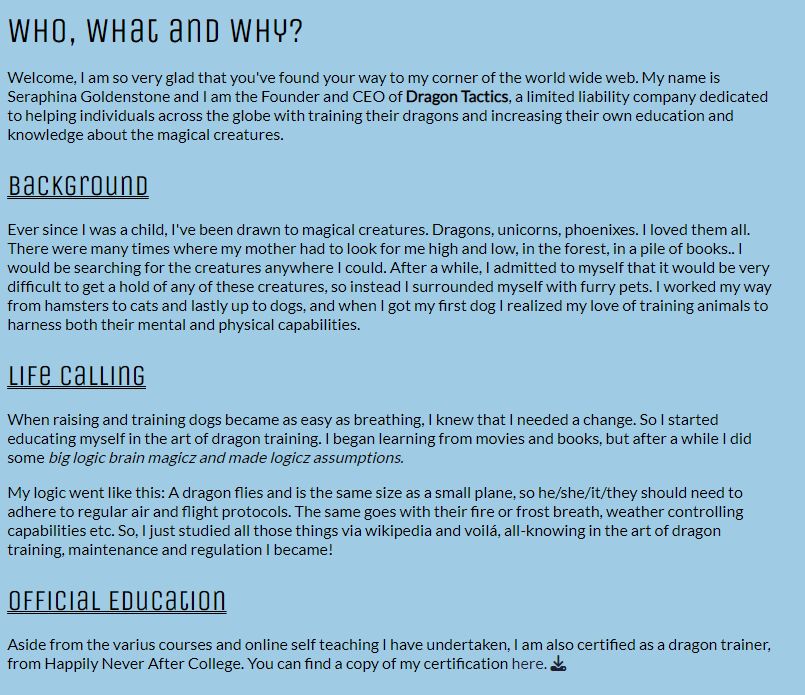 Who, What and Why?
Welcome, I am so very glad that you've found your way to my corner of the world wide web. My name is
Seraphina Goldenstone and I am the Founder and CEO of Dragon Tactics, a limited liability company dedicated
to helping individuals across the globe with training their dragons and increasing their own education and
knowledge about the magical creatures.
Background
Ever since I was a child, I've been drawn to magical creatures. Dragons, unicorns, phoenixes. I loved them all.
There were many times where my mother had to look for me high and low, in the forest, in a pile of books.. I
would be searching for the creatures anywhere I could. After a while, I admitted to myself that it would be very
difficult to get a hold of any of these creatures, so instead I surrounded myself with furry pets. I worked my way
from hamsters to cats and lastly up to dogs, and when I got my first dog I realized my love of training animals to
harness both their mental and physical capabilities.
Life Calling
When raising and training dogs became as easy as breathing, I knew that I needed a change. So I started
educating myself in the art of dragon training. I began learning from movies and books, but after a while I did
some big logic brain magicz and made logicz assumptions.
My logic went like this: A dragon flies and is the same size as a small plane, so he/she/it/they should need to
adhere to regular air and flight protocols. The same goes with their fire or frost breath, weather controlling
capabilities etc. So, I just studied all those things via wikipedia and voilá, all-knowing in the art of dragon
training, maintenance and regulation I became!
Official Education
Aside from the varius courses and online self teaching I have undertaken, I am also certified as a dragon trainer,
from Happily Never After College. You can find a copy of my certification here.